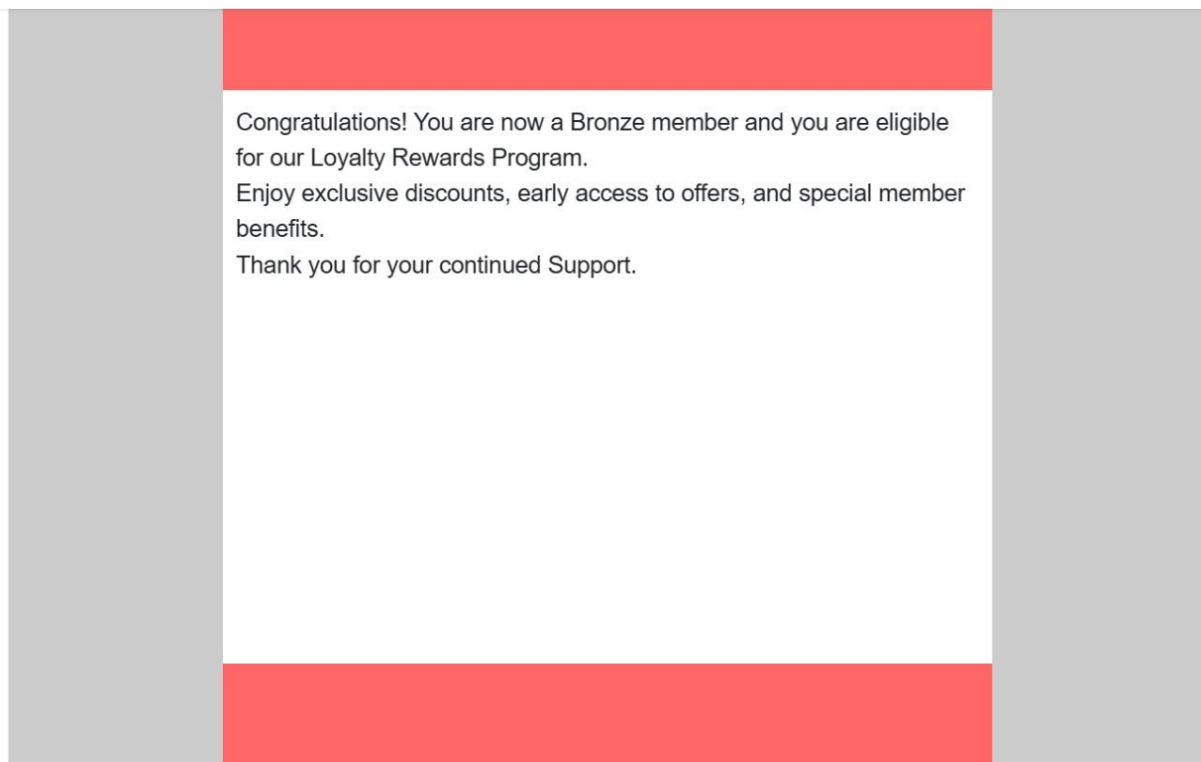 Congratulations! You are now a Bronze member and you are eligible
for our Loyalty Rewards Program.
Enjoy exclusive discounts, early access to offers, and special member
benefits.
Thank you for your continued Support.